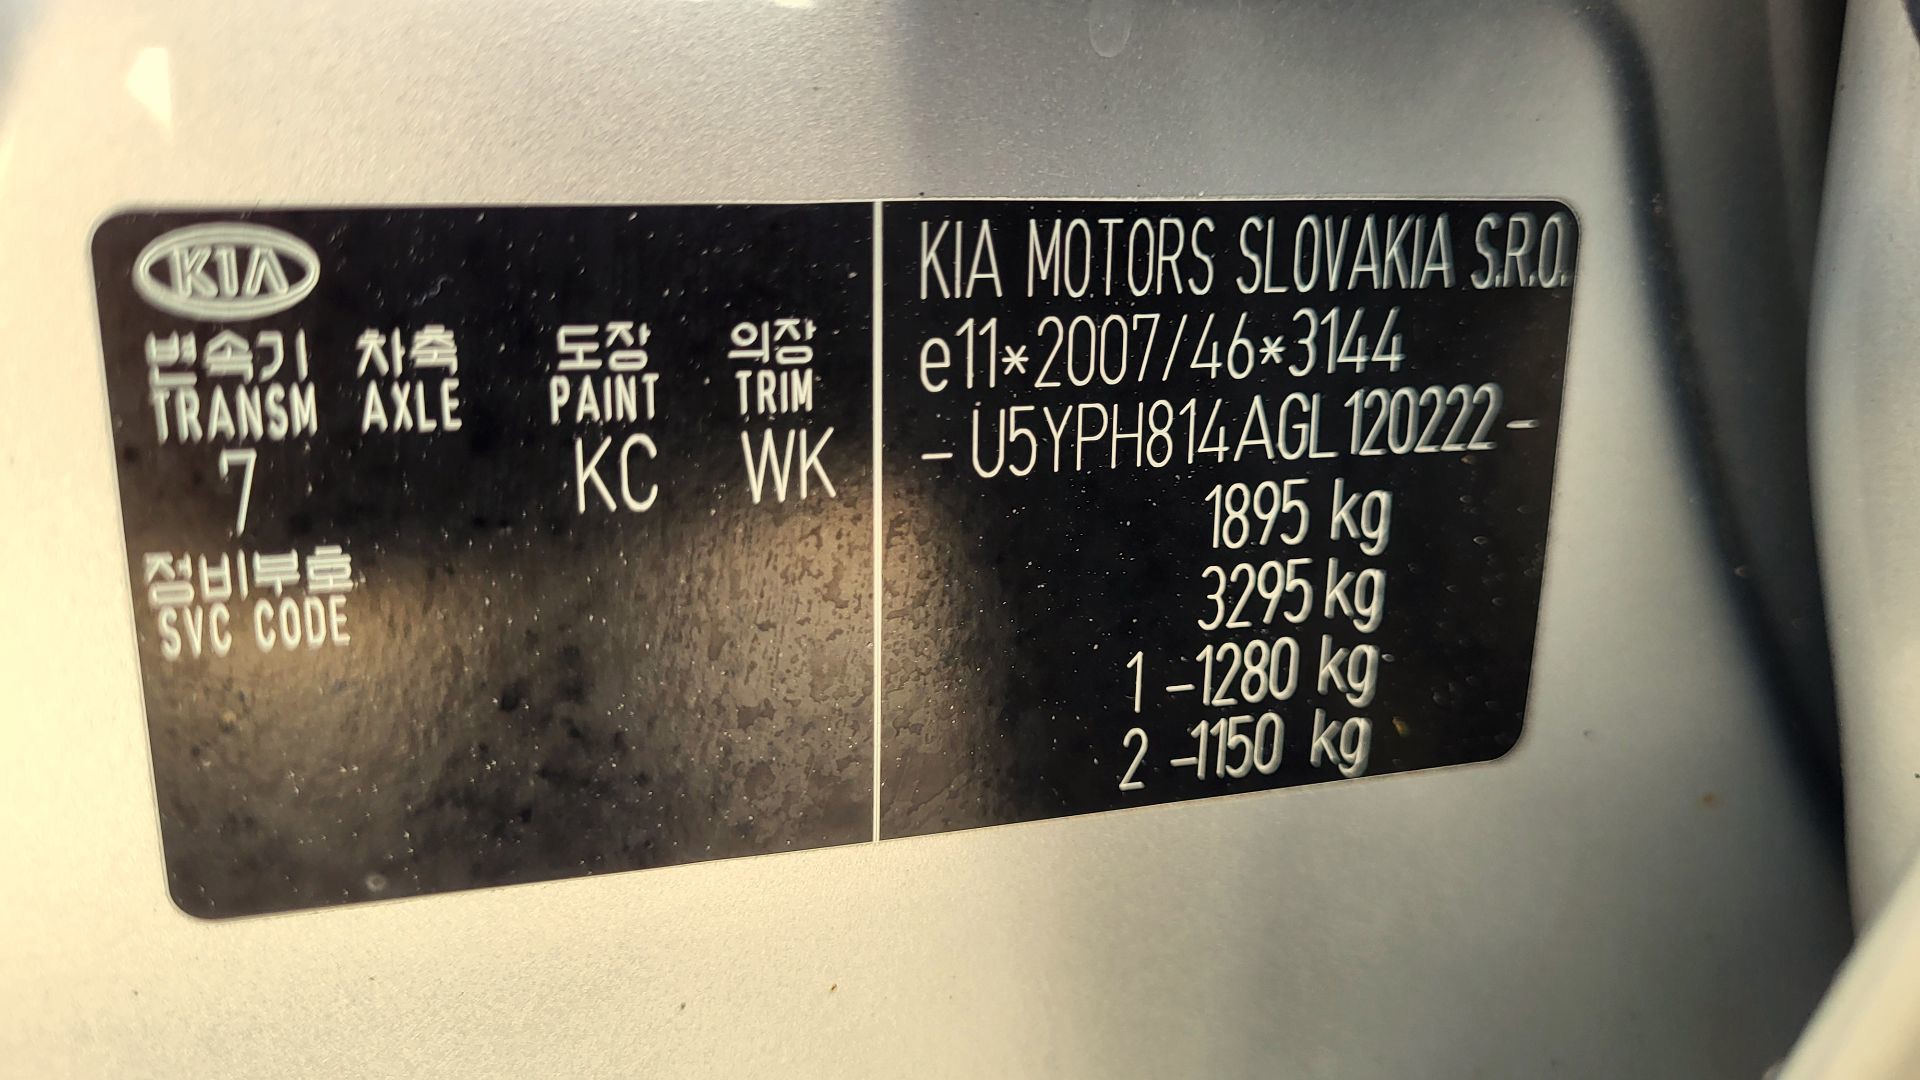 KIA
변속기 차축 도장 의장
TRANSM AXLE PAINT TRIM
7 KC WK
정비부호
SVC CODE
KIA MOTORS SLOVAKIA S.R.O.
e11*2007/46*3144
-U5YPH814AGL120222-
1895 kg
3295 kg
1 -1280 kg
2 -1150 kg